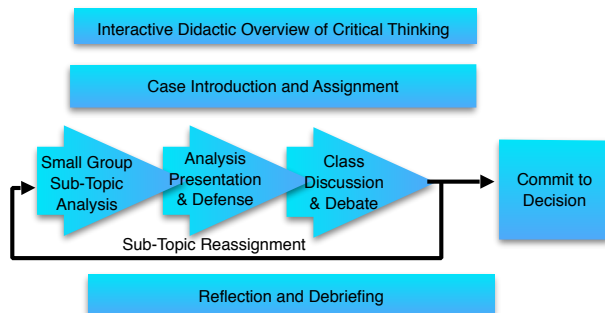 Interactive Didactic Overview of Critical Thinking
Case Introduction and Assignment
Small Group
Sub-Topic
Analysis
Analysis
Presentation
& Defense
Class
Discussion
& Debate
Commit to
Decision
Sub-Topic Reassignment
Reflection and Debriefing